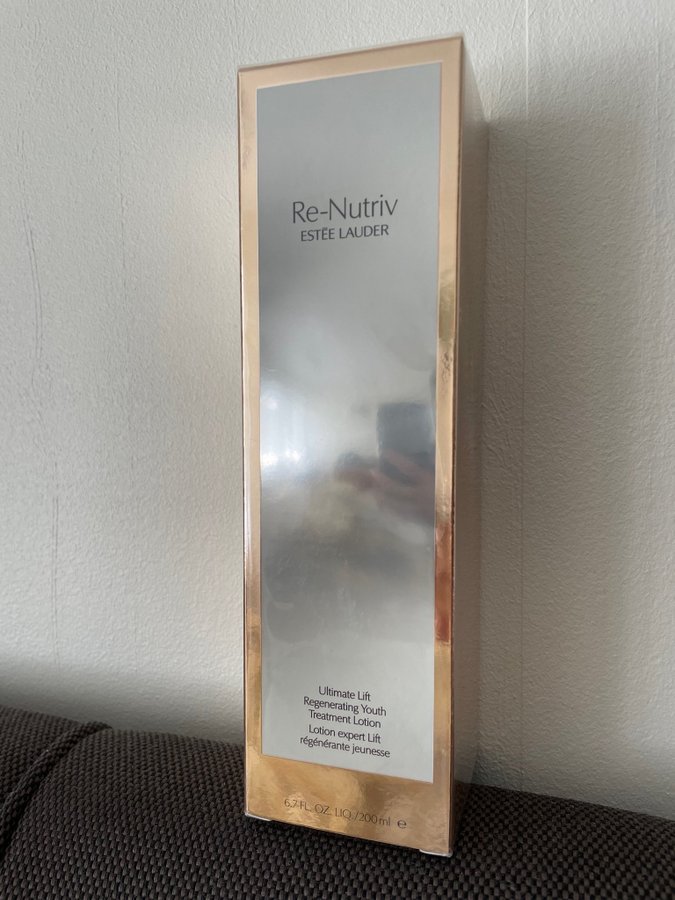 Re-Nutriv
ESTĒE LAUDER
Ultimate Lift
Regenerating Youth
Treatment Lotion
Lotion expert Lift
régénérante jeunesse
6.7 FL. OZ. LIQ./200 ml ℮